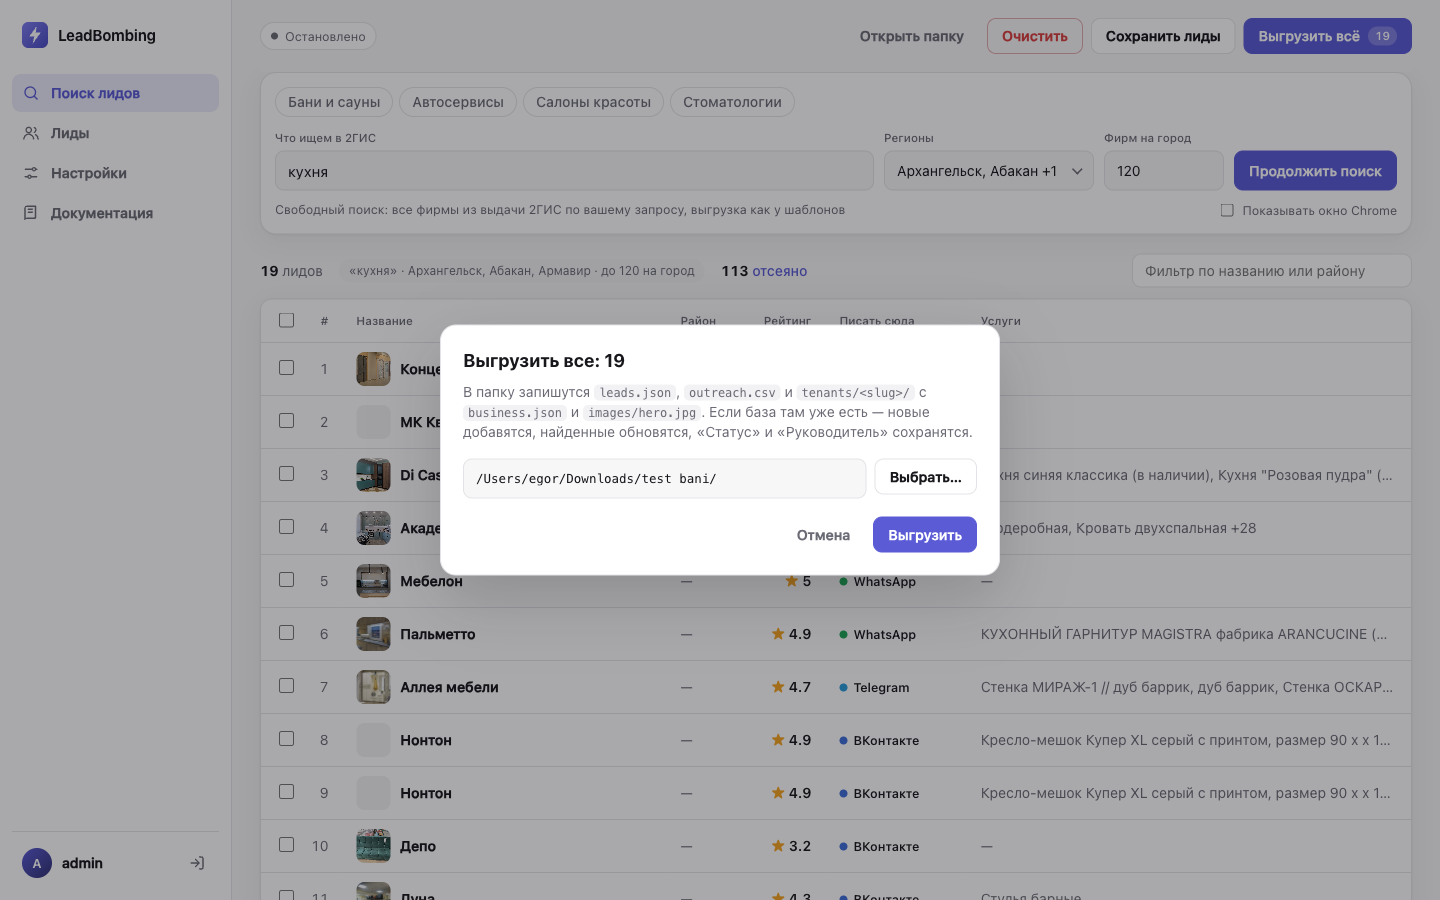 LeadBombing
Поиск лидов
Лиды
Настройки
Документация
A admin
Остановлено
Открыть папку
Очистить
Сохранить лиды
Выгрузить всё 19
Бани и сауны
Автосервисы
Салоны красоты
Стоматологии
Что ищем в 2ГИС
Регионы
Фирм на город
кухня
Архангельск, Абакан +1
120
Продолжить поиск
Свободный поиск: все фирмы из выдачи 2ГИС по вашему запросу, выгрузка как у шаблонов
Показывать окно Chrome
19 лидов
«кухня» · Архангельск, Абакан, Армавир · до 120 на город
113 отсеяно
Фильтр по названию или району
# Название Район Рейтинг Писать сюда Услуги
1
2 МК
3 Di
синяя классика (в наличии), Кухня "Розовая пудра" (...
4
Кровать двухспальная +28
Выгрузить все: 19
В папку запишутся leads.json, outreach.csv и tenants/<slug>/ с
business.json и images/hero.jpg. Если база там уже есть — новые
добавятся, найденные обновятся, «Статус» и «Руководитель» сохранятся.
/Users/egor/Downloads/test bani/
Выбрать...
Отмена
Выгрузить
5 Мебелон — 5 WhatsApp —
6 Пальметто — 4.9 WhatsApp КУХОННЫЙ ГАРНИТУР MAGISTRA фабрика ARANCUCINE (...
7 Аллея мебели — 4.7 Telegram Стенка МИРАЖ-1 // дуб баррик, дуб баррик, Стенка ОСКАР...
8 Нонтон — 4.9 ВКонтакте Кресло-мешок Купер XL серый с принтом, размер 90 x x 1...
9 Нонтон — 4.9 ВКонтакте Кресло-мешок Купер XL серый с принтом, размер 90 x x 1...
10 Депо — 3.2 ВКонтакте —
11 Луна — 4.3 ВКонтакте Стулья барные